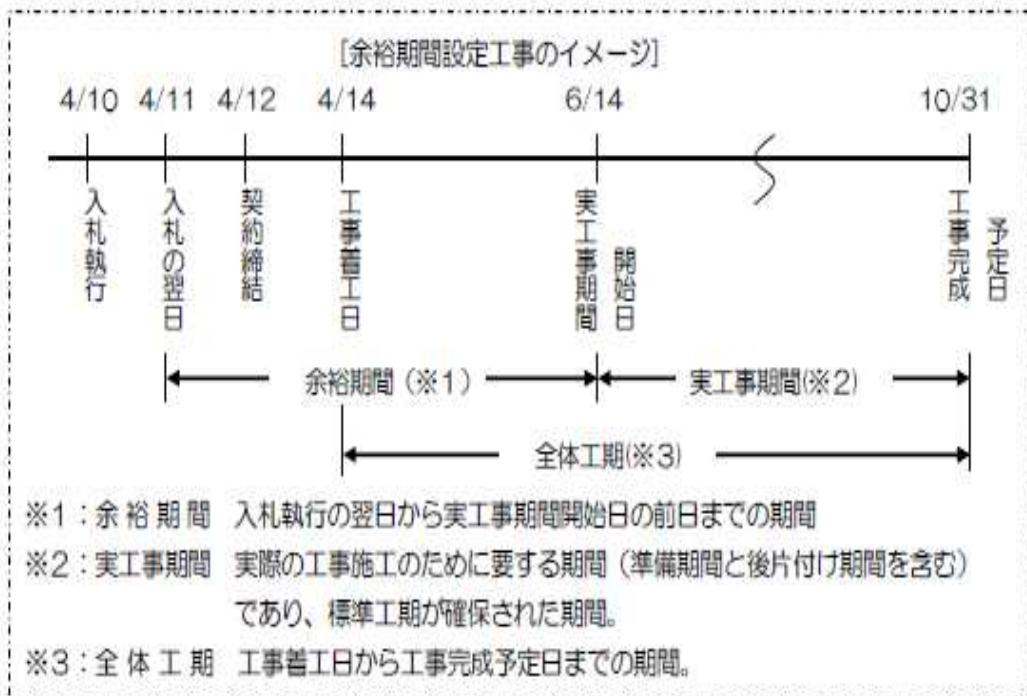 [余裕期間設定工事のイメージ]
4/10 4/11 4/12 4/14 6/14 10/31
入札執行
入札の翌日
契約締結
工事着工日
実工事期間
開始日
工事完成
予定日
余裕期間（※1）
実工事期間(※2)
全体工期(※3)
※1：余裕期間 入札執行の翌日から実工事期間開始日の前日までの期間
※2：実工事期間 実際の工事施工のために要する期間（準備期間と後片付け期間を含む）
であり、標準工期が確保された期間。
※3：全体工期 工事着工日から工事完成予定日までの期間。